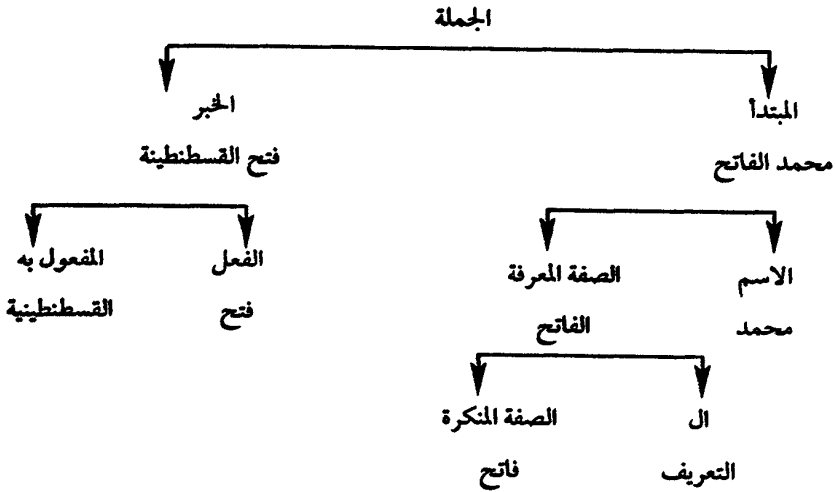 الجملة
المبتدأ
الخبر
محمد الفاتح
فتح القسطنطينة
الاسم
الصفة المعرفة
الفعل
المفعول به
محمد
الفاتح
فتح
القسطنطينية
ال
الصفة المنكرة
التعريف
فاتح